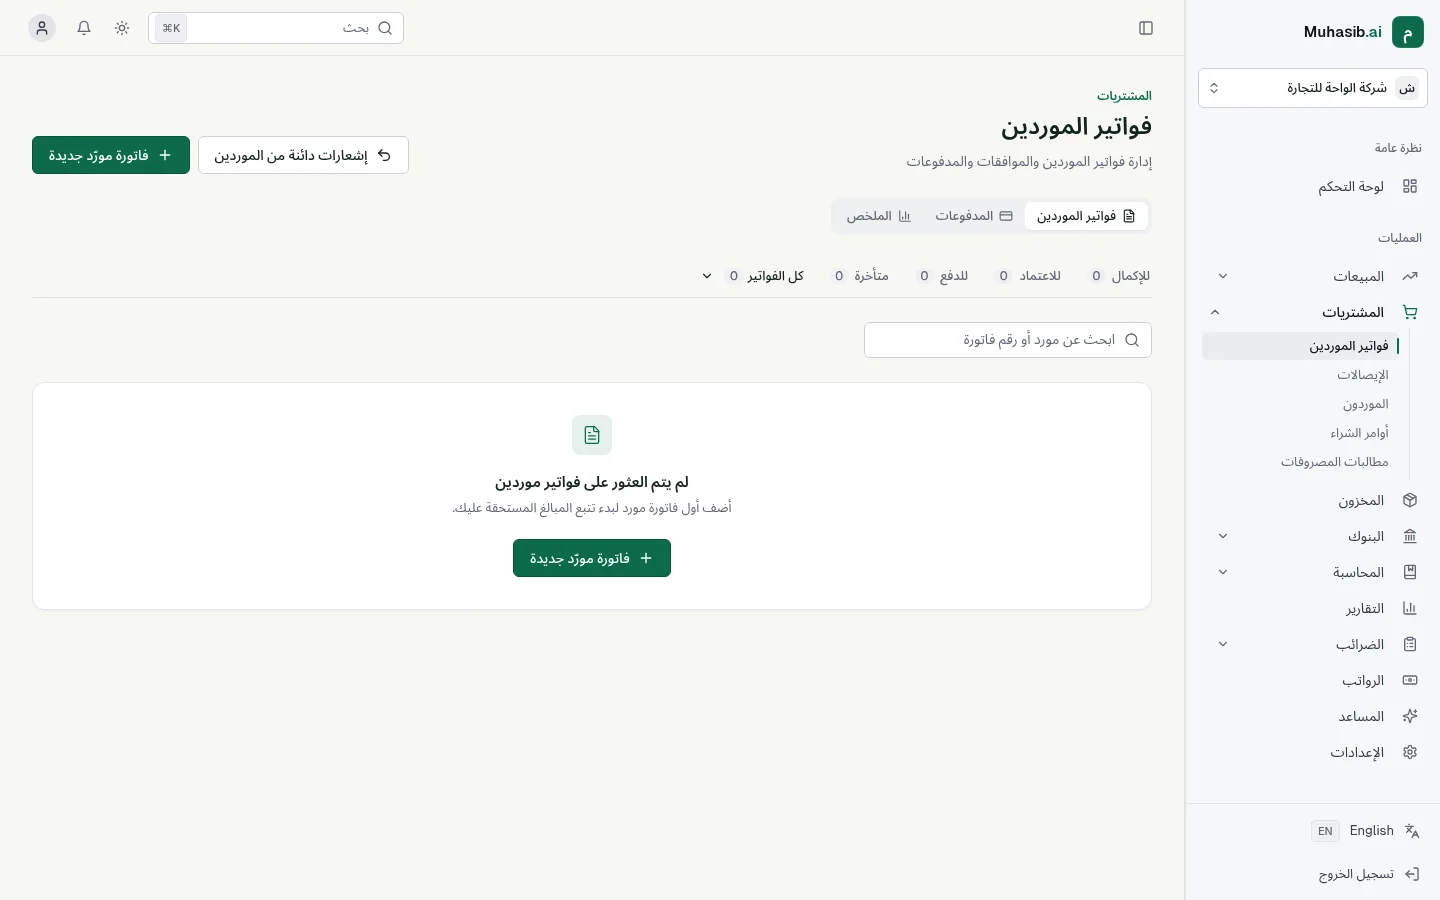 Muhasib.ai
م
ش شركة الواحة للتجارة
نظرة عامة
لوحة التحكم
العمليات
المبيعات
المشتريات
فواتير الموردين
الإيصالات
الموردون
أوامر الشراء
مطالبات المصروفات
المخزون
البنوك
المحاسبة
التقارير
الضرائب
الرواتب
المساعد
الإعدادات
English EN
تسجيل الخروج
بحث ⌘K
المشتريات
فواتير الموردين
إدارة فواتير الموردين والموافقات والمدفوعات
إشعارات دائنة من الموردين
فاتورة مورّد جديدة
فواتير الموردين المدفوعات الملخص
للإكمال 0 للاعتماد 0 للدفع 0 متأخرة 0 كل الفواتير 0
ابحث عن مورد أو رقم فاتورة
لم يتم العثور على فواتير موردين
أضف أول فاتورة مورد لبدء تتبع المبالغ المستحقة عليك.
فاتورة مورّد جديدة